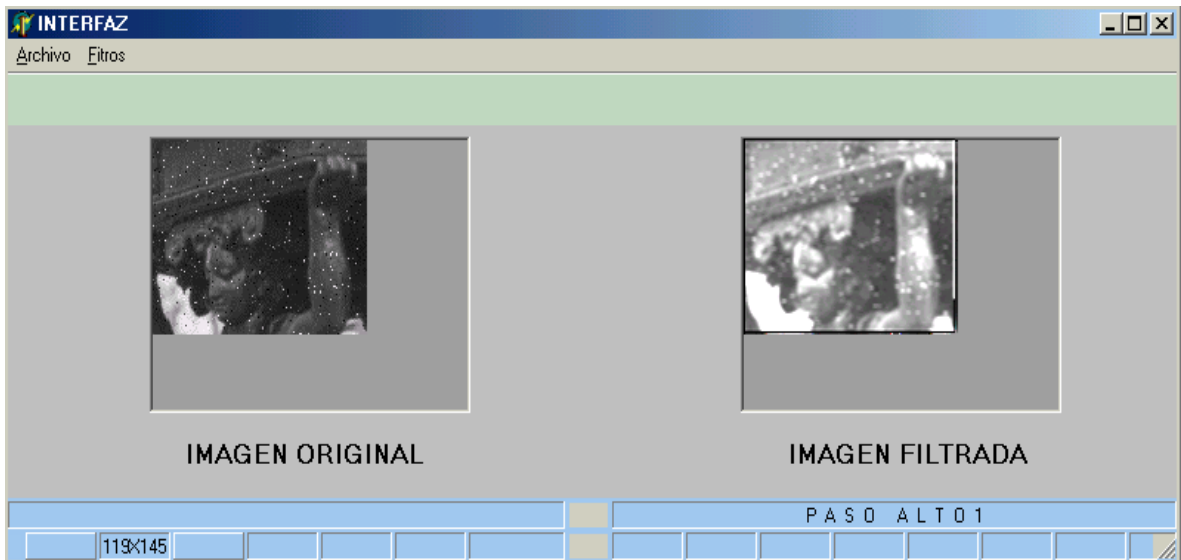 INTERFAZ
Archivo Fitros
IMAGEN ORIGINAL IMAGEN FILTRADA
PASO ALTO1
119X145